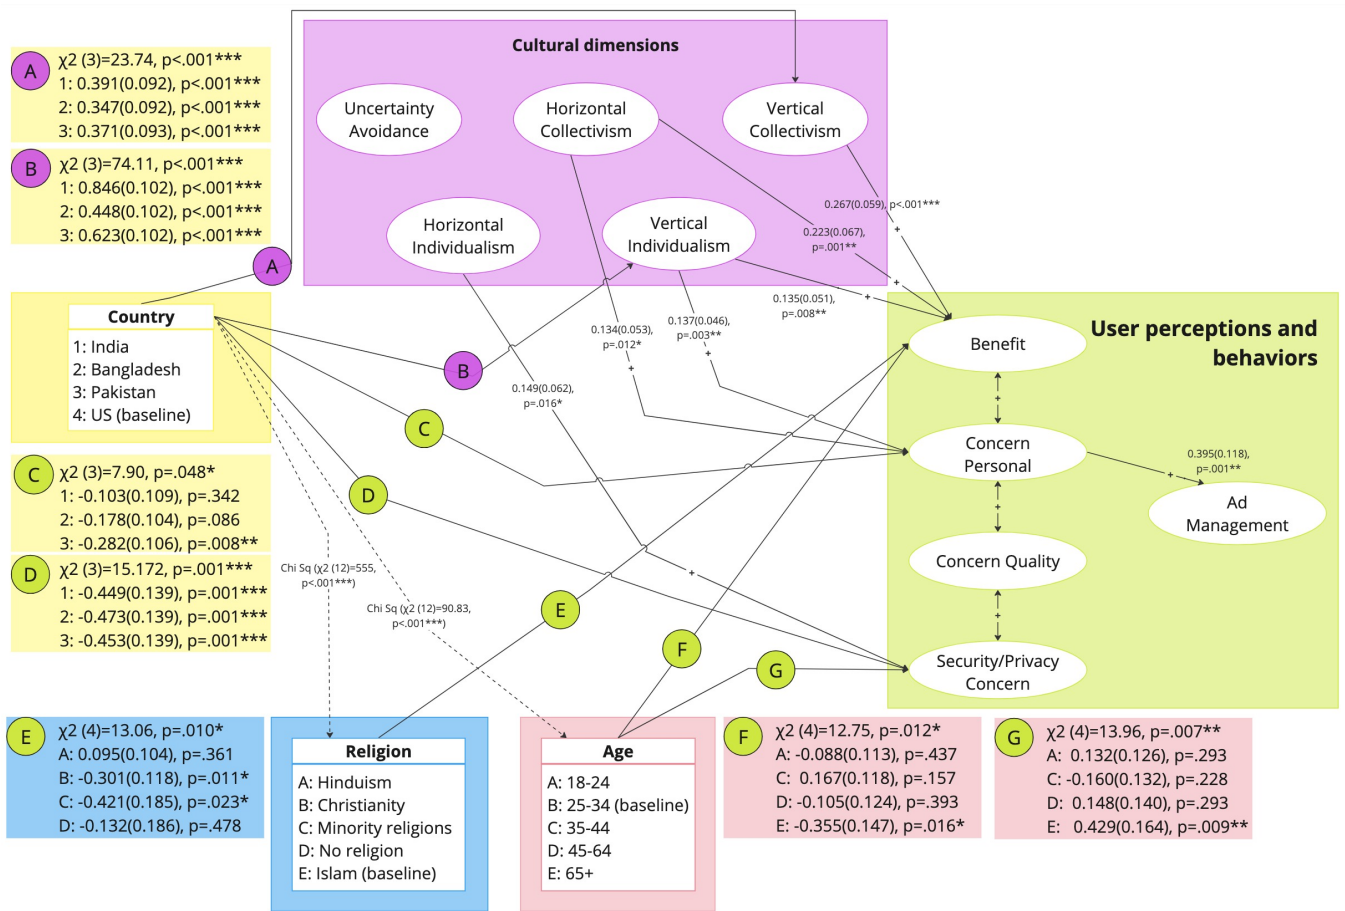 Cultural dimensions
A
χ2 (3)=23.74, p<.001***
1: 0.391(0.092), p<.001***
2: 0.347(0.092), p<.001***
3: 0.371(0.093), p<.001***
B
χ2 (3)=74.11, p<.001***
1: 0.846(0.102), p<.001***
2: 0.448(0.102), p<.001***
3: 0.623(0.102), p<.001***
Uncertainty
Avoidance
Horizontal
Collectivism
Vertical
Collectivism
Horizontal
Individualism
Vertical
Individualism
0.267(0.059), p<.001***
+
0.223(0.067),
p=.001**
+
0.135(0.051),
p=.008**
+
0.134(0.053),
p=.012*
+
0.137(0.046),
p=.003**
+
0.149(0.062),
p=.016*
+
A
B
C
D
E
F
G
Country
1: India
2: Bangladesh
3: Pakistan
4: US (baseline)
User perceptions and
behaviors
Benefit
+
Concern
Personal
+
Concern Quality
+
Security/Privacy
Concern
0.395(0.118),
p=.001**
+
Ad
Management
C
χ2 (3)=7.90, p=.048*
1: -0.103(0.109), p=.342
2: -0.178(0.104), p=.086
3: -0.282(0.106), p=.008**
D
χ2 (3)=15.172, p=.001***
1: -0.449(0.139), p=.001***
2: -0.473(0.139), p=.001***
3: -0.453(0.139), p=.001***
Chi Sq (χ2 (12)=555,
p<.001***)
Chi Sq (χ2 (12)=90.83,
p<.001***)
E
χ2 (4)=13.06, p=.010*
A: 0.095(0.104), p=.361
B: -0.301(0.118), p=.011*
C: -0.421(0.185), p=.023*
D: -0.132(0.186), p=.478
Religion
A: Hinduism
B: Christianity
C: Minority religions
D: No religion
E: Islam (baseline)
Age
A: 18-24
B: 25-34 (baseline)
C: 35-44
D: 45-64
E: 65+
F
χ2 (4)=12.75, p=.012*
A: -0.088(0.113), p=.437
C: 0.167(0.118), p=.157
D: -0.105(0.124), p=.393
E: -0.355(0.147), p=.016*
G
χ2 (4)=13.96, p=.007**
A: 0.132(0.126), p=.293
C: -0.160(0.132), p=.228
D: 0.148(0.140), p=.293
E: 0.429(0.164), p=.009**